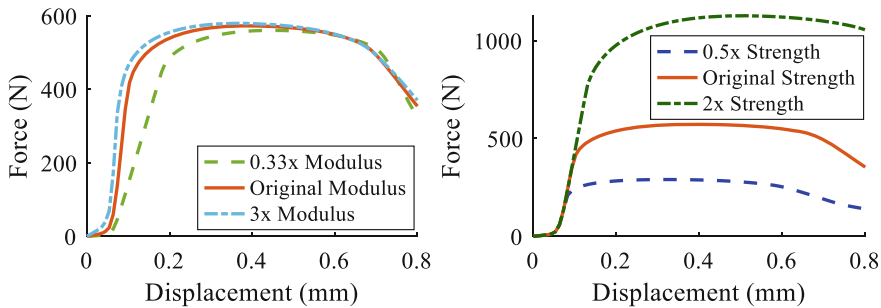 600
400
200
0
Force (N)
0
0.2
0.4
0.6
0.8
Displacement (mm)
0.33x Modulus
Original Modulus
3x Modulus
1000
500
0
Force (N)
0
0.2
0.4
0.6
0.8
Displacement (mm)
0.5x Strength
Original Strength
2x Strength